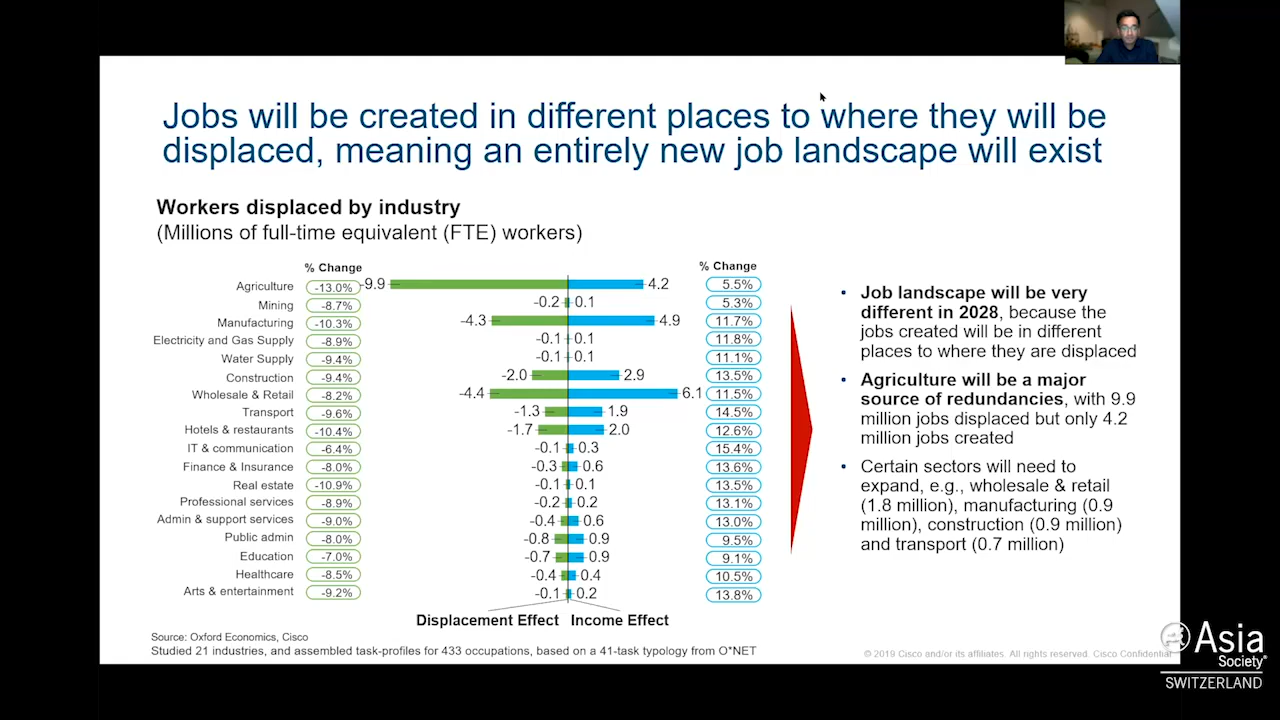 Jobs will be created in different places to where they will be
displaced, meaning an entirely new job landscape will exist
Workers displaced by industry
(Millions of full-time equivalent (FTE) workers)
% Change % Change
Agriculture -13.0% -9.9 4.2 5.5%
Mining -8.7% -0.2 0.1 5.3%
Manufacturing -10.3% -4.3 4.9 11.7%
Electricity and Gas Supply -8.9% -0.1 0.1 11.8%
Water Supply -9.4% -0.1 0.1 11.1%
Construction -9.4% -2.0 2.9 13.5%
Wholesale & Retail -8.2% -4.4 6.1 11.5%
Transport -9.6% -1.3 1.9 14.5%
Hotels & restaurants -10.4% -1.7 2.0 12.6%
IT & communication -6.4% -0.1 0.3 15.4%
Finance & Insurance -8.0% -0.3 0.6 13.6%
Real estate -10.9% -0.1 0.1 13.5%
Professional services -8.9% -0.2 0.2 13.1%
Admin & support services -9.0% -0.4 0.6 13.0%
Public admin -8.0% -0.8 0.9 9.5%
Education -7.0% -0.7 0.9 9.1%
Healthcare -8.5% -0.4 0.4 10.5%
Arts & entertainment -9.2% -0.1 0.2 13.8%
Displacement Effect Income Effect
• Job landscape will be very
different in 2028, because the
jobs created will be in different
places to where they are displaced
• Agriculture will be a major
source of redundancies, with 9.9
million jobs displaced but only 4.2
million jobs created
• Certain sectors will need to
expand, e.g., wholesale & retail
(1.8 million), manufacturing (0.9
million), construction (0.9 million)
and transport (0.7 million)
Source: Oxford Economics, Cisco
Studied 21 industries, and assembled task-profiles for 433 occupations, based on a 41-task typology from O*NET
© 2019 Cisco and/or its affiliates. All rights reserved. Cisco Confidential
Asia
Society
SWITZERLAND